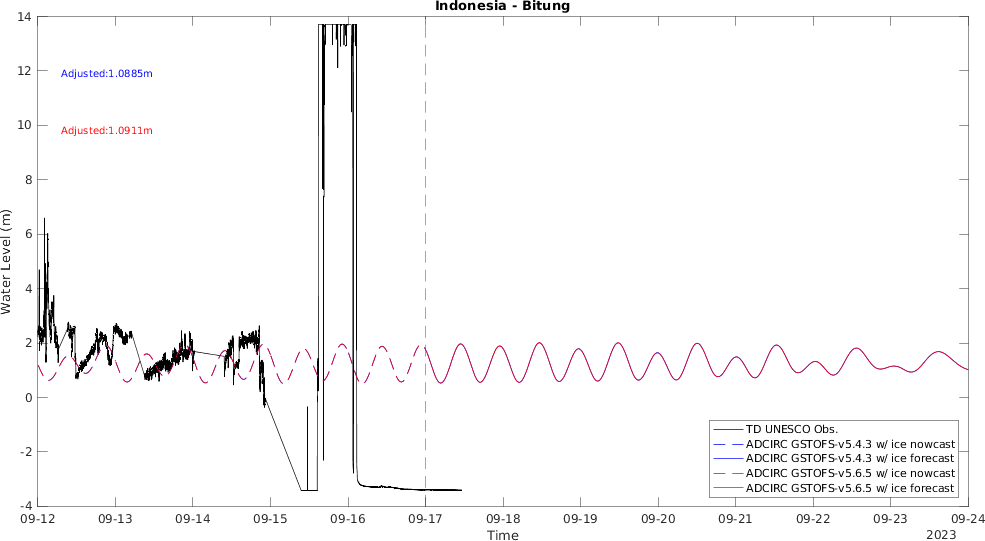 Indonesia - Bitung
14
12
10
8
6
4
2
0
-2
-4
Water Level (m)
Adjusted:1.0885m
Adjusted:1.0911m
TD UNESCO Obs.
ADCIRC GSTOFS-v5.4.3 w/ ice nowcast
ADCIRC GSTOFS-v5.4.3 w/ ice forecast
ADCIRC GSTOFS-v5.6.5 w/ ice nowcast
ADCIRC GSTOFS-v5.6.5 w/ ice forecast
09-12 09-13 09-14 09-15 09-16 09-17 09-18 09-19 09-20 09-21 09-22 09-23 09-24
Time
2023